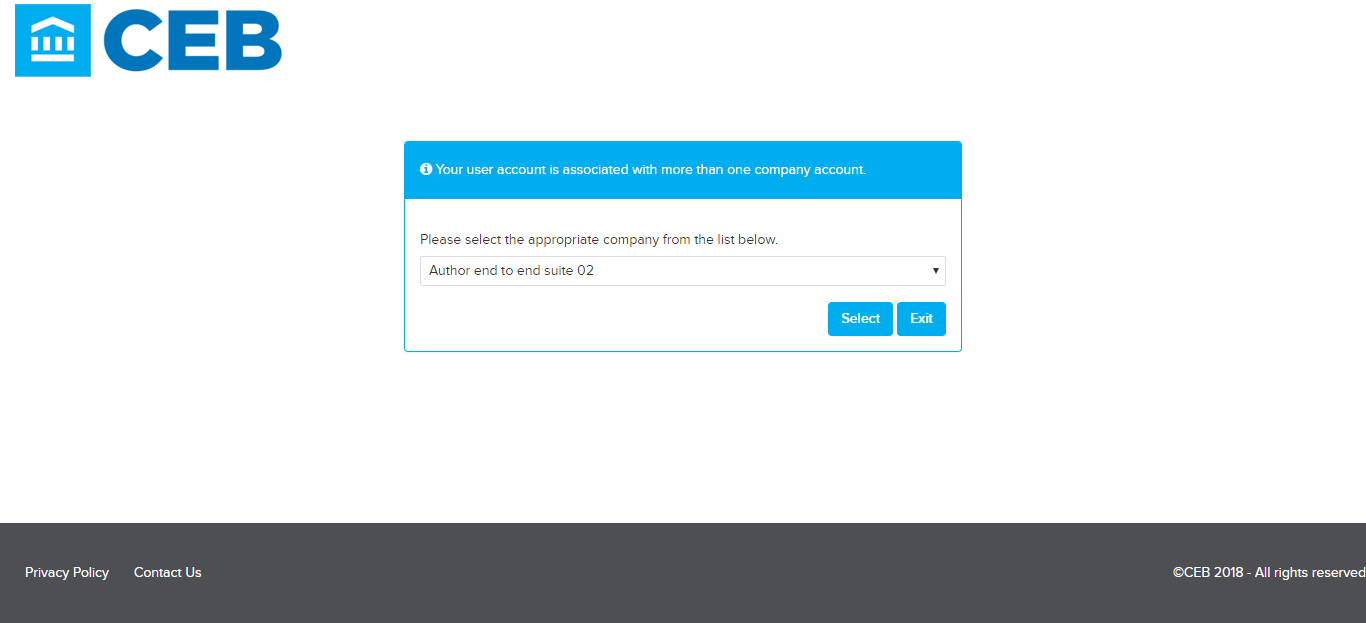 CEB
Your user account is associated with more than one company account.
Please select the appropriate company from the list below.
Author end to end suite 02
Select Exit
Privacy Policy Contact Us ©CEB 2018 - All rights reserved